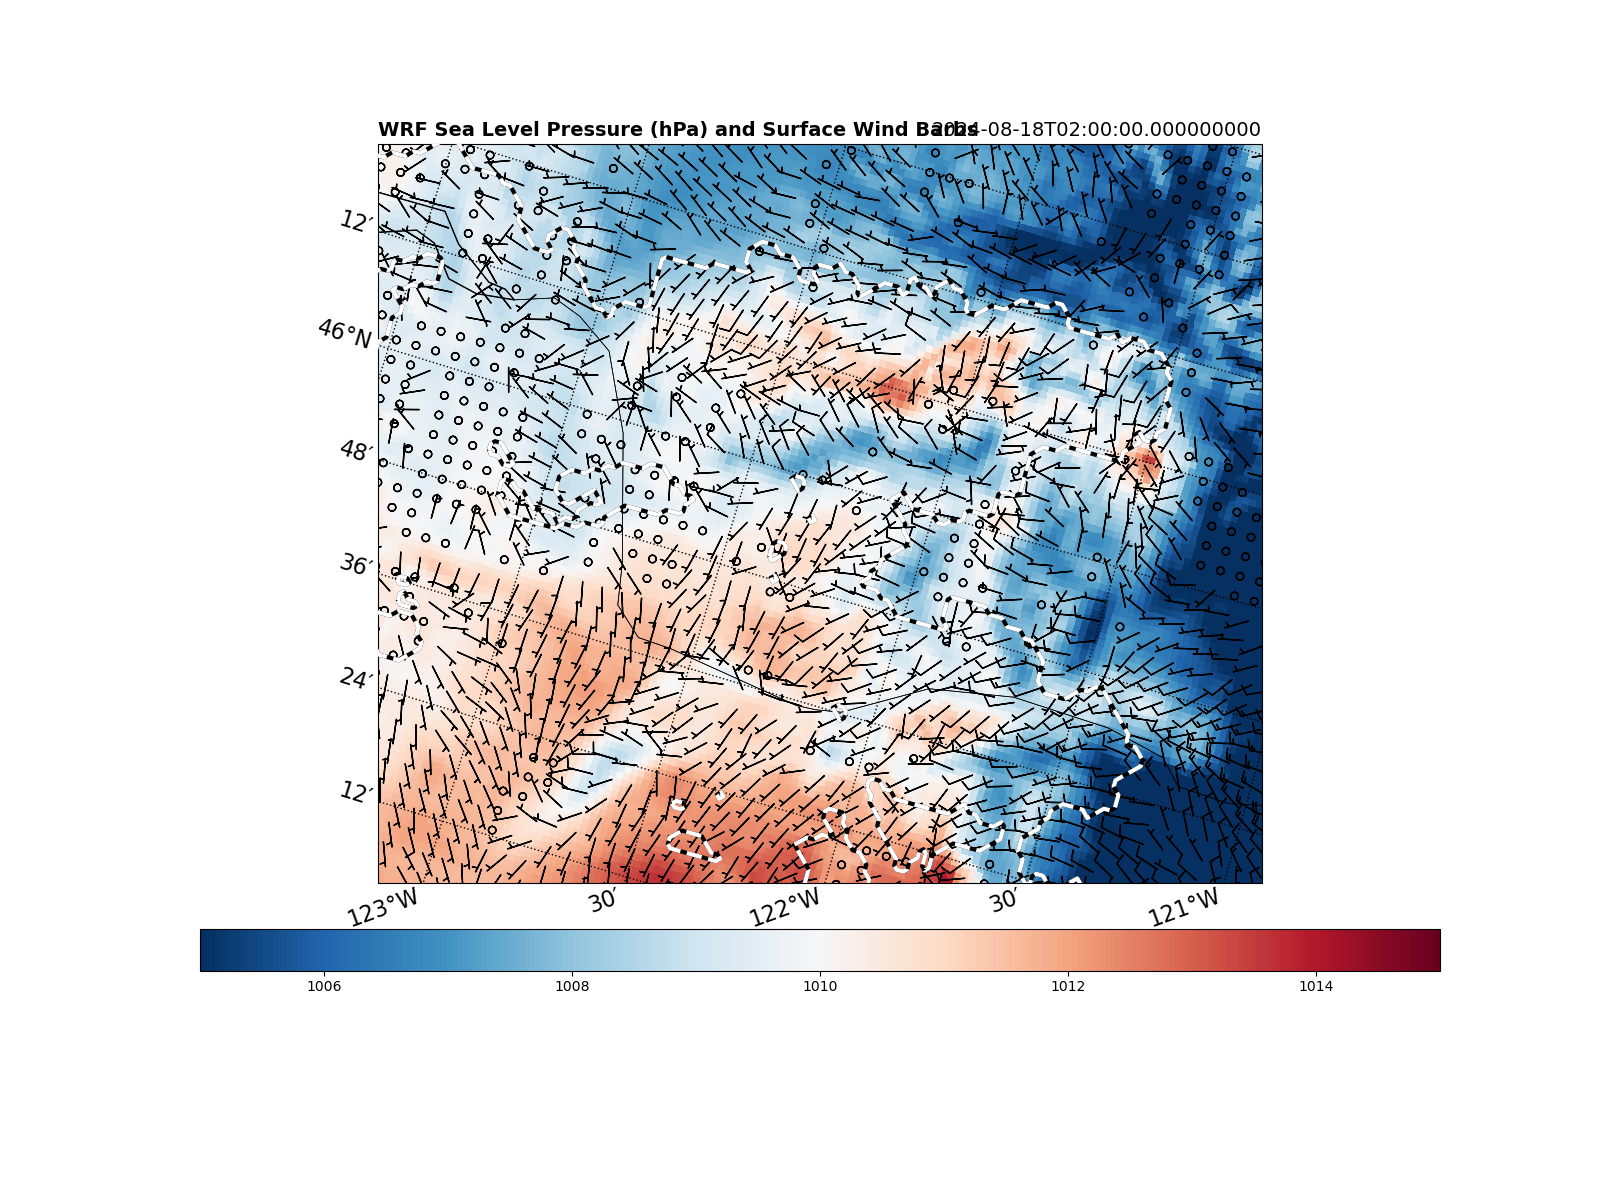 WRF Sea Level Pressure (hPa) and Surface Wind Barbs 2024-08-18T02:00:00.000000000
12′
46°N
48′
36′
24′
12′
123°W 30′ 122°W 30′ 121°W
1006 1008 1010 1012 1014